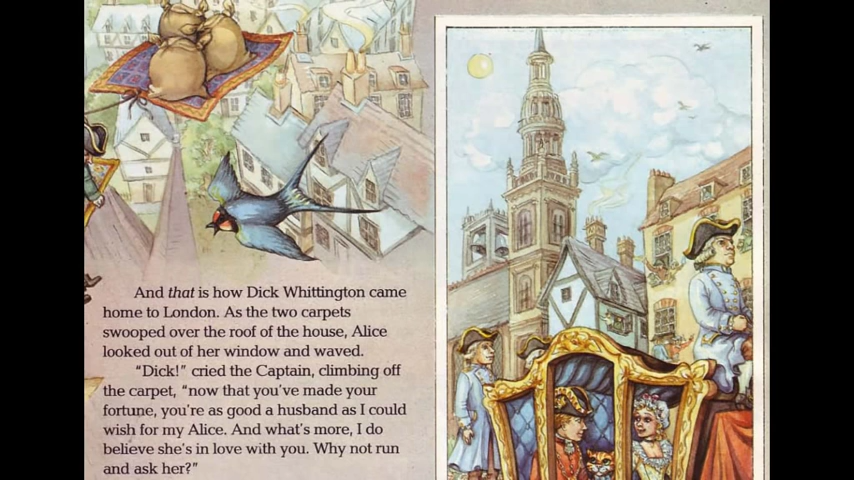 And that is how Dick Whittington came
home to London. As the two carpets
swooped over the roof of the house, Alice
looked out of her window and waved.
"Dick!" cried the Captain, climbing off
the carpet, "now that you've made your
fortune, you're as good a husband as I could
wish for my Alice. And what's more, I do
believe she's in love with you. Why not run
and ask her?"